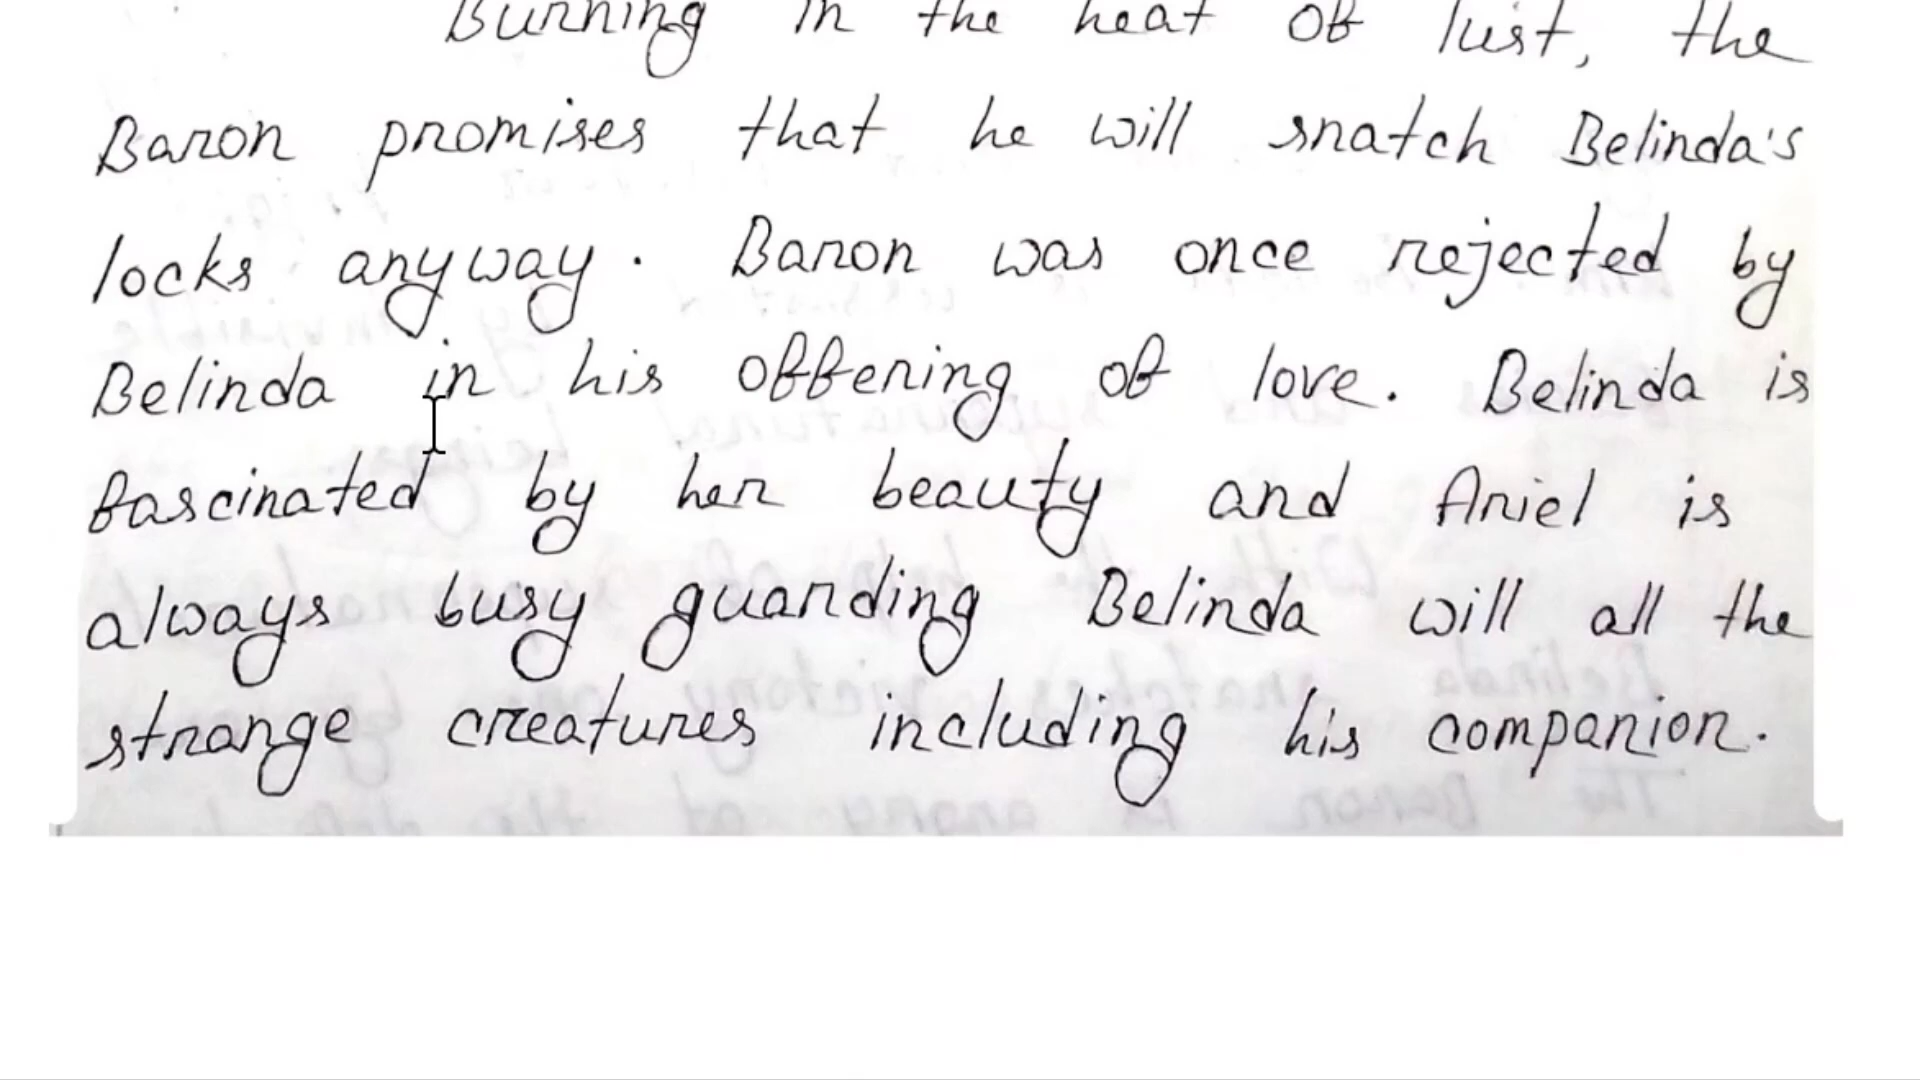 Burning in the heat of lust, the
Baron promises that he will snatch Belinda's
locks anyway. Baron was once rejected by
Belinda in his offering of love. Belinda is
fascinated by her beauty and Ariel is
always busy guarding Belinda will all the
strange creatures including his companion.